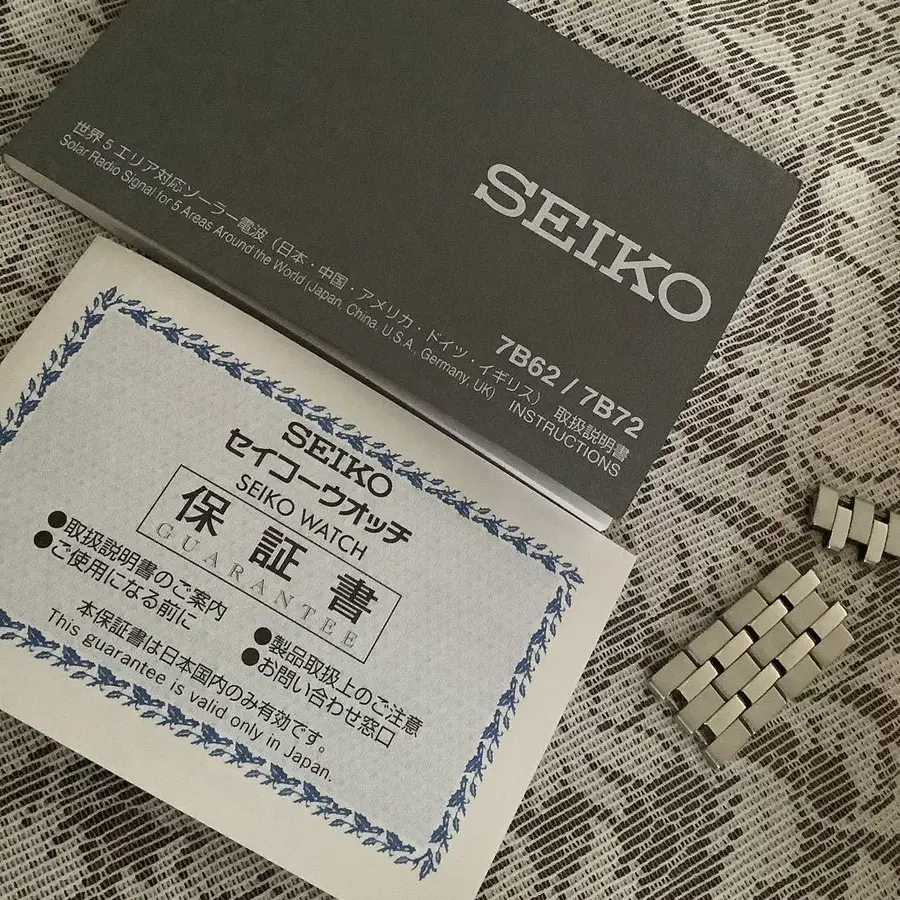 SEIKO
7B62 / 7B72
世界5エリア対応ソーラー電波(日本・中国・アメリカ・ドイツ・イギリス) 取扱説明書
Solar Radio Signal for 5 Areas Around the World (Japan, China, U.S.A., Germany, UK) INSTRUCTIONS
SEIKO
セイコーウオッチ
SEIKO WATCH
保証書
GUARANTEE
●取扱説明書のご案内
●ご使用になる前に
●製品取扱上のご注意
●お問い合わせ窓口
本保証書は日本国内のみ有効です。
This guarantee is valid only in Japan.